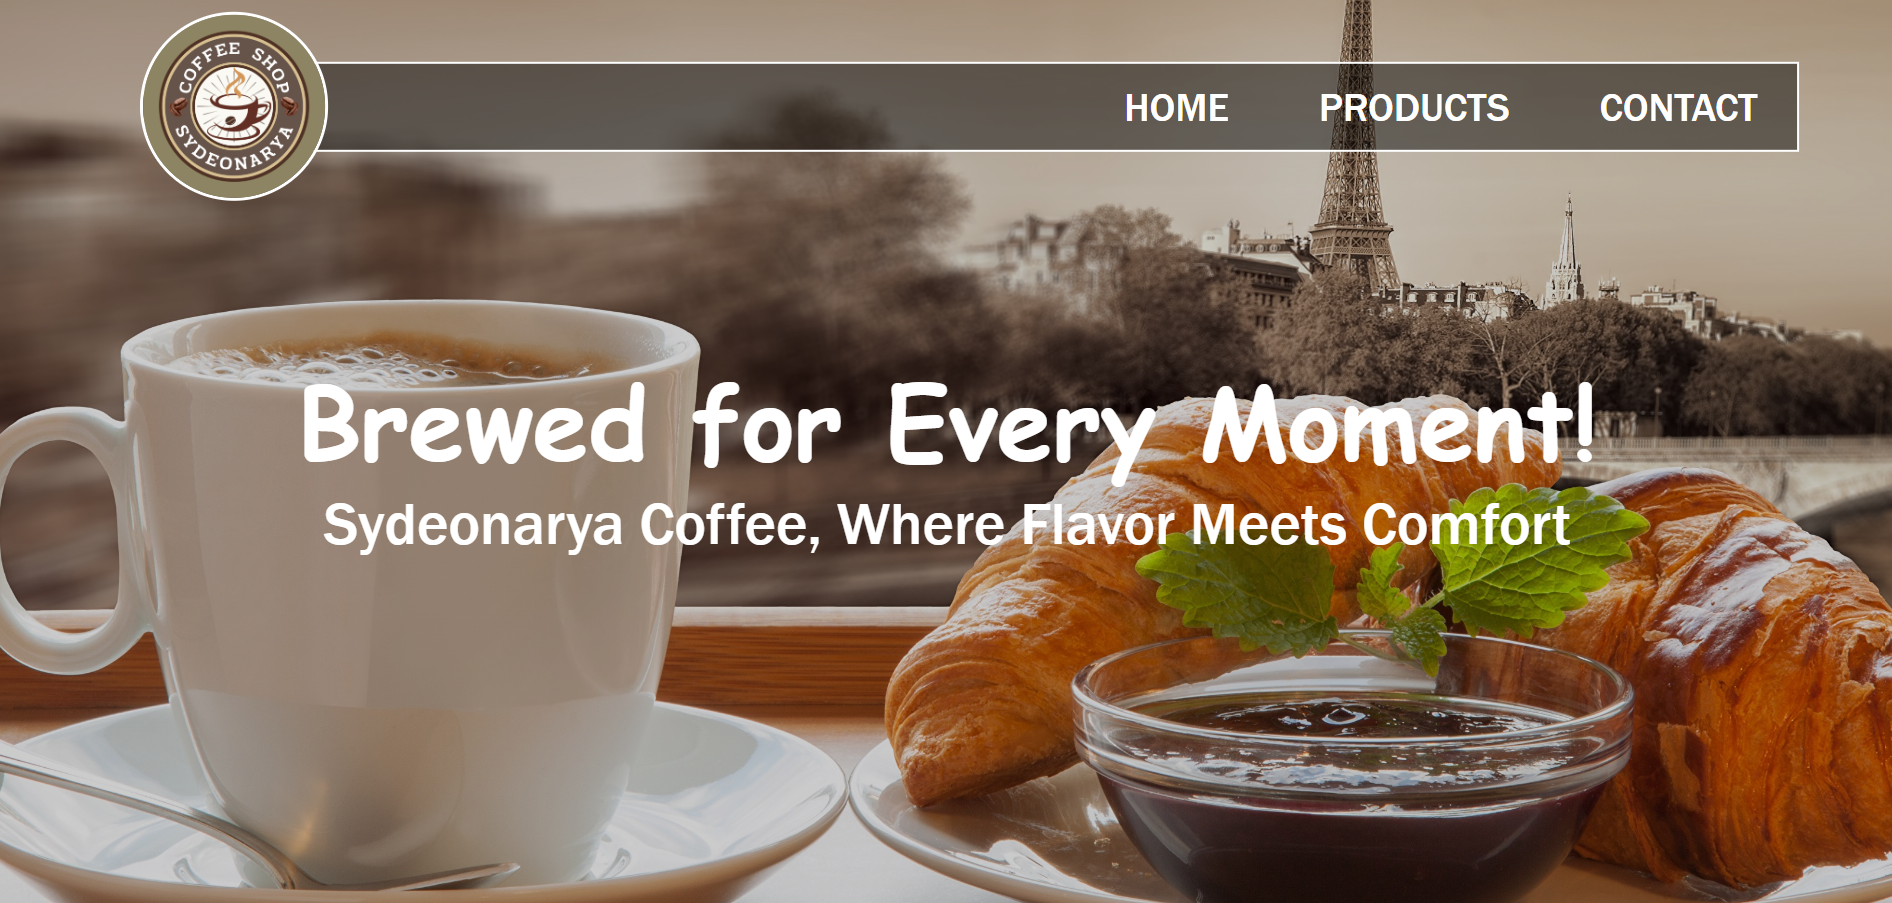 COFFEE SHOP
SYDEONARYA
HOME PRODUCTS CONTACT
Brewed for Every Moment!
Sydeonarya Coffee, Where Flavor Meets Comfort